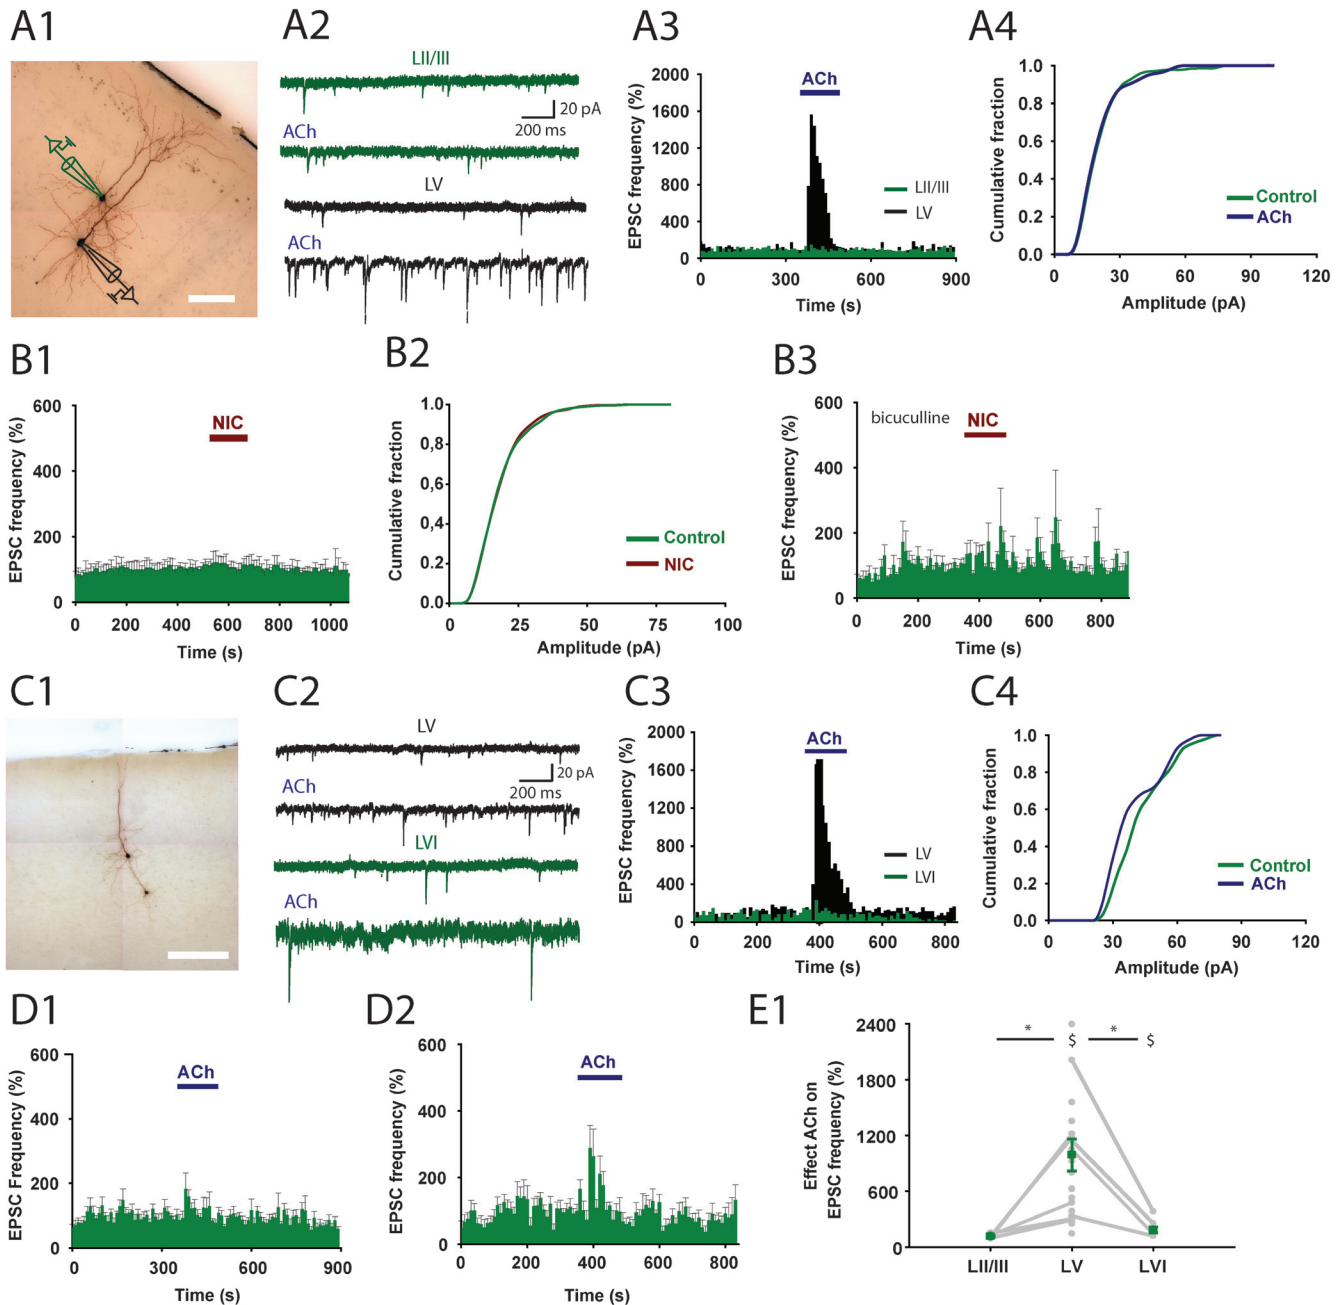 A1
A2
LII/III
20 pA
200 ms
ACh
LV
ACh
A3
EPSC frequency (%)
2000
1600
1200
800
400
0
ACh
LII/III
LV
0
300
600
900
Time (s)
A4
Cumulative fraction
1.0
0.8
0.6
0.4
0.2
0.0
Control
ACh
0
30
60
90
120
Amplitude (pA)
B1
EPSC frequency (%)
600
400
200
0
NIC
0
200
400
600
800
1000
Time (s)
B2
Cumulative fraction
1.0
0,8
0,6
0,4
0,2
0.0
Control
NIC
0
25
50
75
100
Amplitude (pA)
B3
EPSC frequency (%)
600
400
200
0
bicuculline
NIC
0
200
400
600
800
Time (s)
C1
C2
LV
20 pA
200 ms
ACh
LVI
ACh
C3
EPSC frequency (%)
2000
1600
1200
800
400
0
ACh
LV
LVI
0
200
400
600
800
Time (s)
C4
Cumulative fraction
1.0
0.8
0.6
0.4
0.2
0.0
Control
ACh
0
30
60
90
120
Amplitude (pA)
D1
EPSC Frequency (%)
600
400
200
0
ACh
0
300
600
900
Time (s)
D2
EPSC frequency (%)
600
400
200
0
ACh
0
200
400
600
800
Time (s)
E1
Effect ACh on
EPSC frequency (%)
2400
1800
1200
600
0
* $ * $
LII/III
LV
LVI